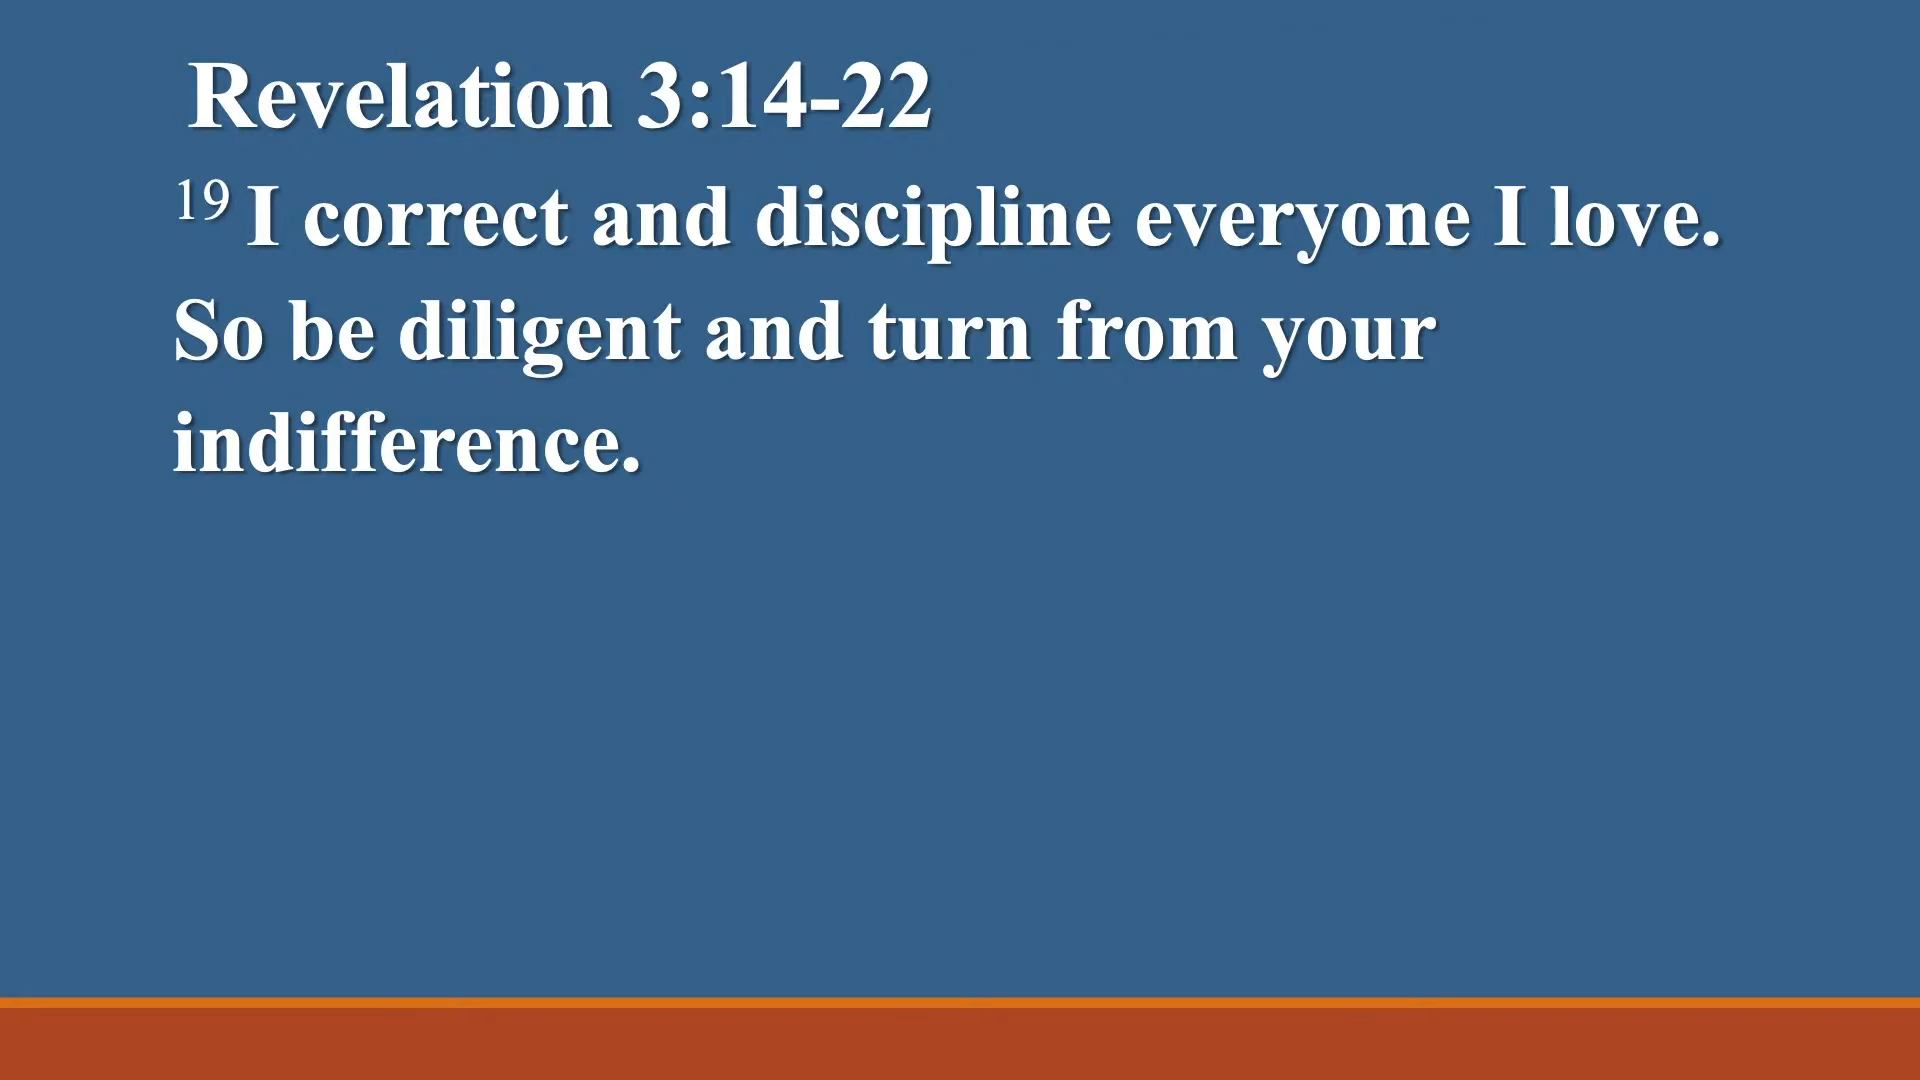 Revelation 3:14-22
19 I correct and discipline everyone I love.
So be diligent and turn from your
indifference.